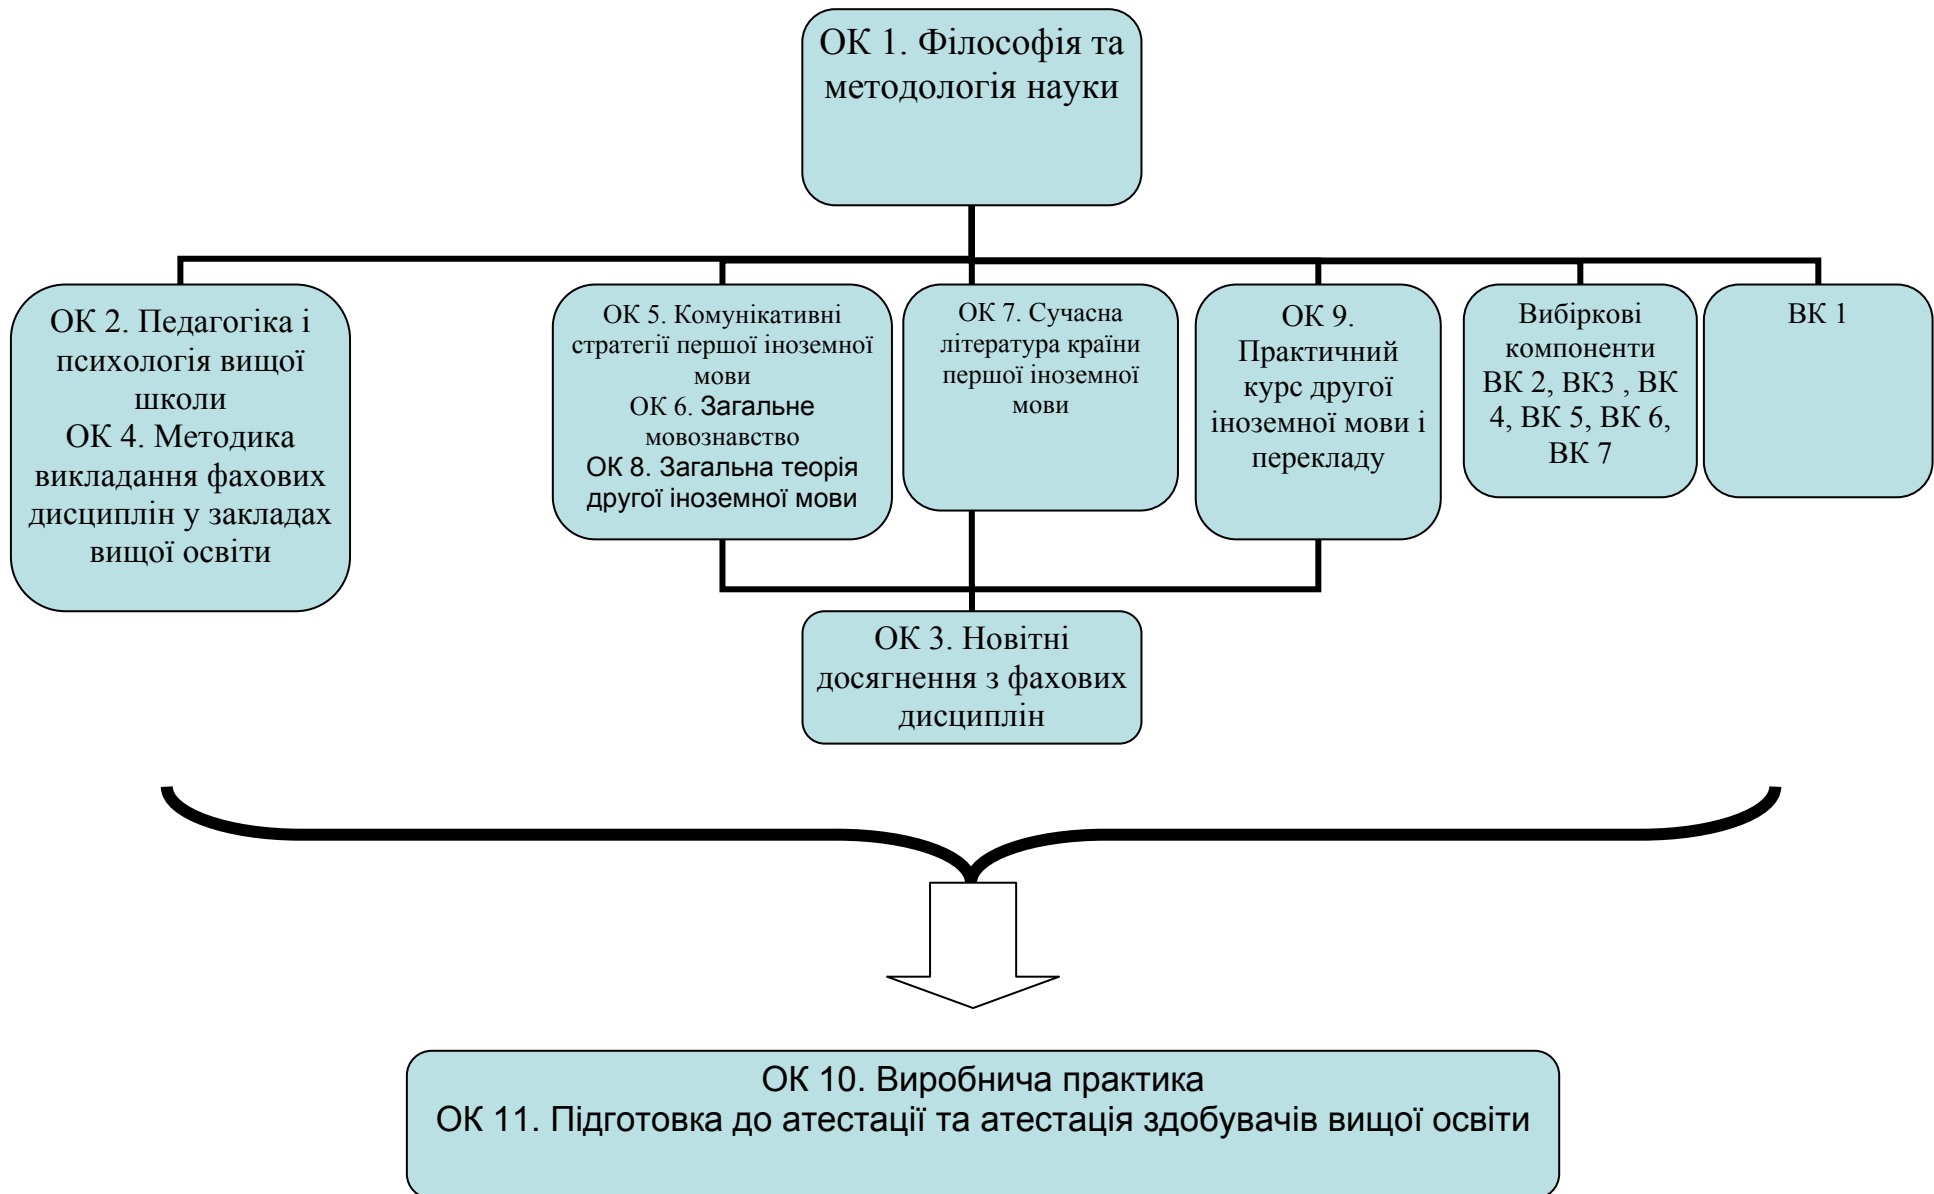 ОК 1. Філософія та
методологія науки
ОК 2. Педагогіка і
психологія вищої
школи
ОК 4. Методика
викладання фахових
дисциплін у закладах
вищої освіти
ОК 5. Комунікативні
стратегії першої іноземної
мови
ОК 6. Загальне
мовознавство
ОК 8. Загальна теорія
другої іноземної мови
ОК 7. Сучасна
література країни
першої іноземної
мови
ОК 9.
Практичний
курс другої
іноземної мови і
перекладу
Вибіркові
компоненти
ВК 2, ВК3 , ВК
4, ВК 5, ВК 6,
ВК 7
ВК 1
ОК 3. Новітні
досягнення з фахових
дисциплін
ОК 10. Виробнича практика
ОК 11. Підготовка до атестації та атестація здобувачів вищої освіти